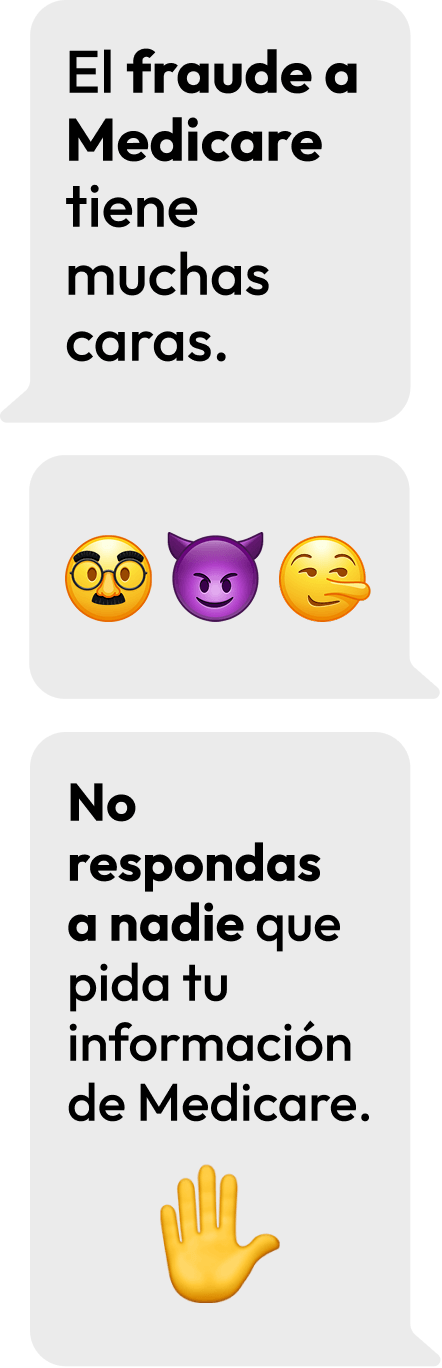 El fraude a
Medicare
tiene
muchas
caras.
No
respondas
a nadie que
pida tu
información
de Medicare.